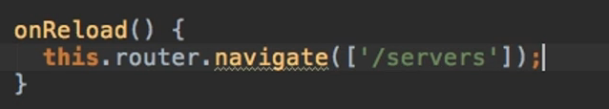 onReload() {
this.router.navigate(['/servers']);
}